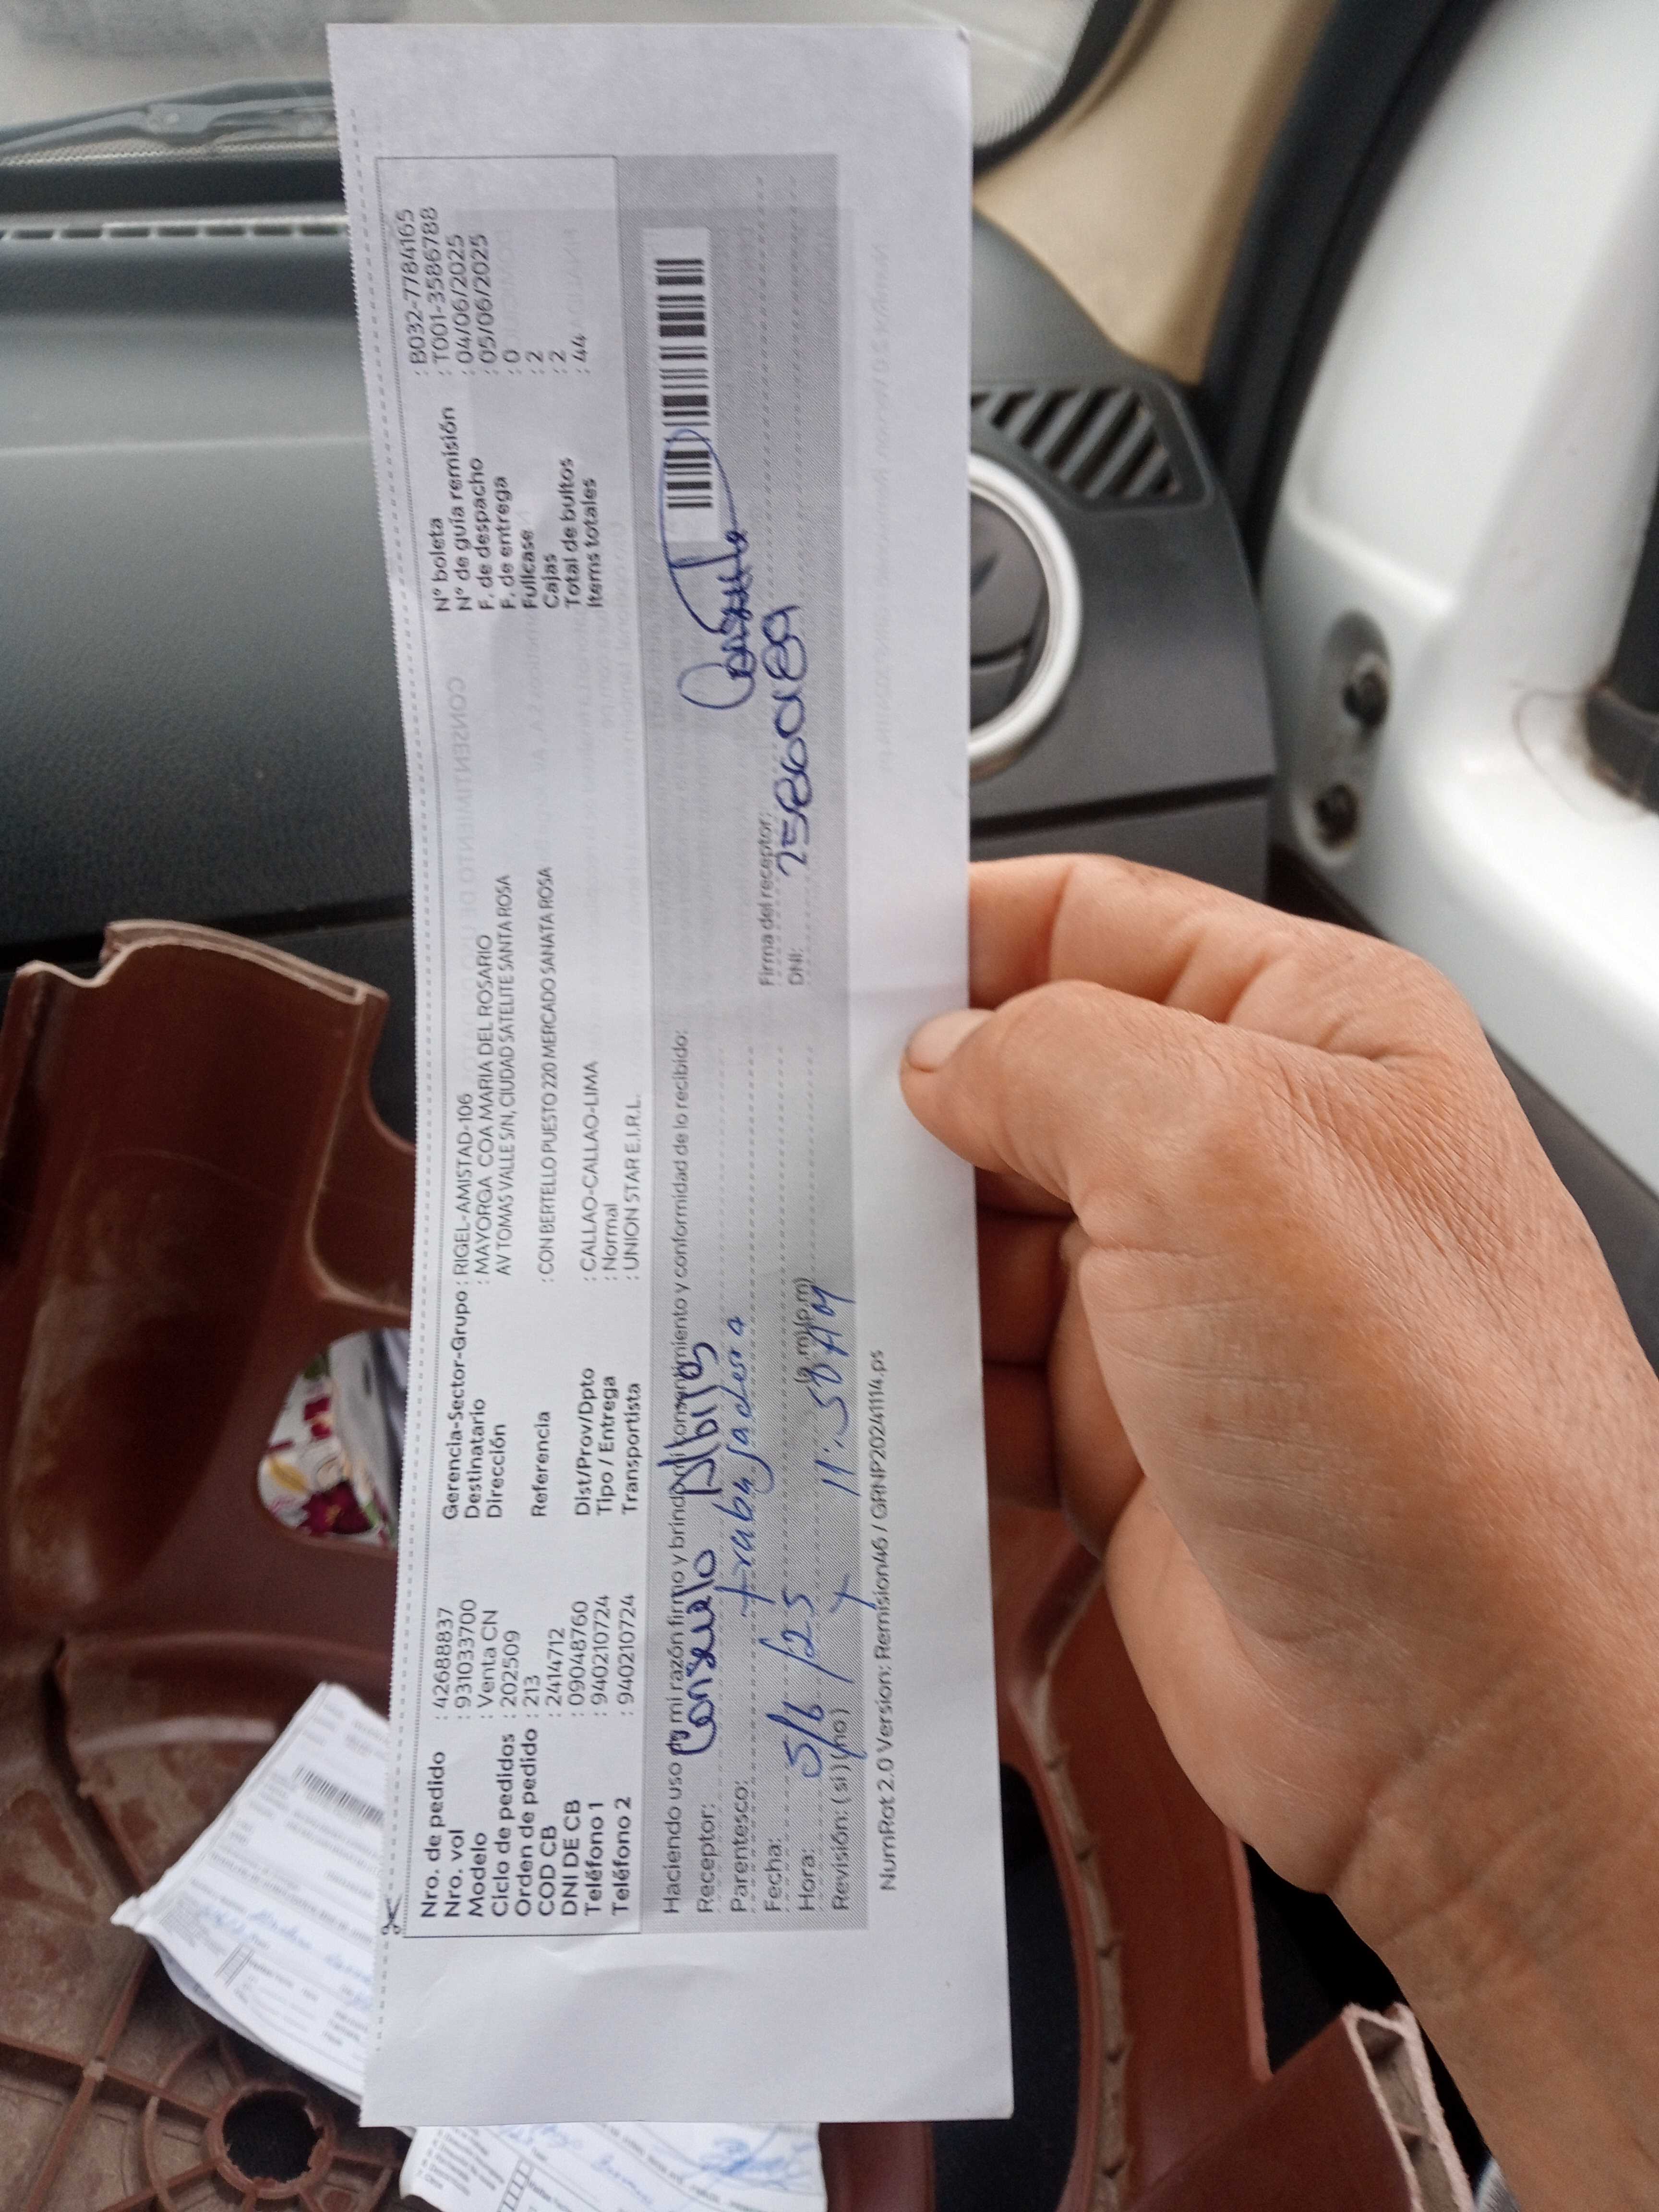 Nro. de pedido : 42688837
Nro. vol : 931033700
Modelo : Venta CN
Ciclo de pedidos : 202509
Orden de pedido : 213
COD CB : 2414712
DNI DE CB : 09048760
Teléfono 1 : 940210724
Teléfono 2 : 940210724
Gerencia-Sector-Grupo : RIGEL-AMISTAD-106
Destinatario : MAYORGA COA MARIA DEL ROSARIO
Dirección AV TOMAS VALLE S/N, CIUDAD SATELITE SANTA ROSA
Referencia : CON BERTELLO PUESTO 220 MERCADO SANATA ROSA
Dist/Prov/Dpto : CALLAO-CALLAO-LIMA
Tipo / Entrega : Normal
Transportista : UNION STAR E.I.R.L.
N° boleta : B032-7784165
N° de guía remisión : T001-3586788
F. de despacho : 04/06/2025
F. de entrega : 05/06/2025
Fullcase : 0
Cajas : 2
Total de bultos : 2
Items totales : 44
Haciendo uso de mi razón firmo y brindo mi consentimiento y conformidad de lo recibido:
Receptor: Consuelo
Parentesco: trabajadora
Fecha: 5/6/25
Hora: 11:50 AM (a.m)/(p.m)
Revisión: (si) (no)
Firma del receptor: Consuelo
DNI:
NumRot 2.0 Version: Remision46 / GRNP20241114.ps